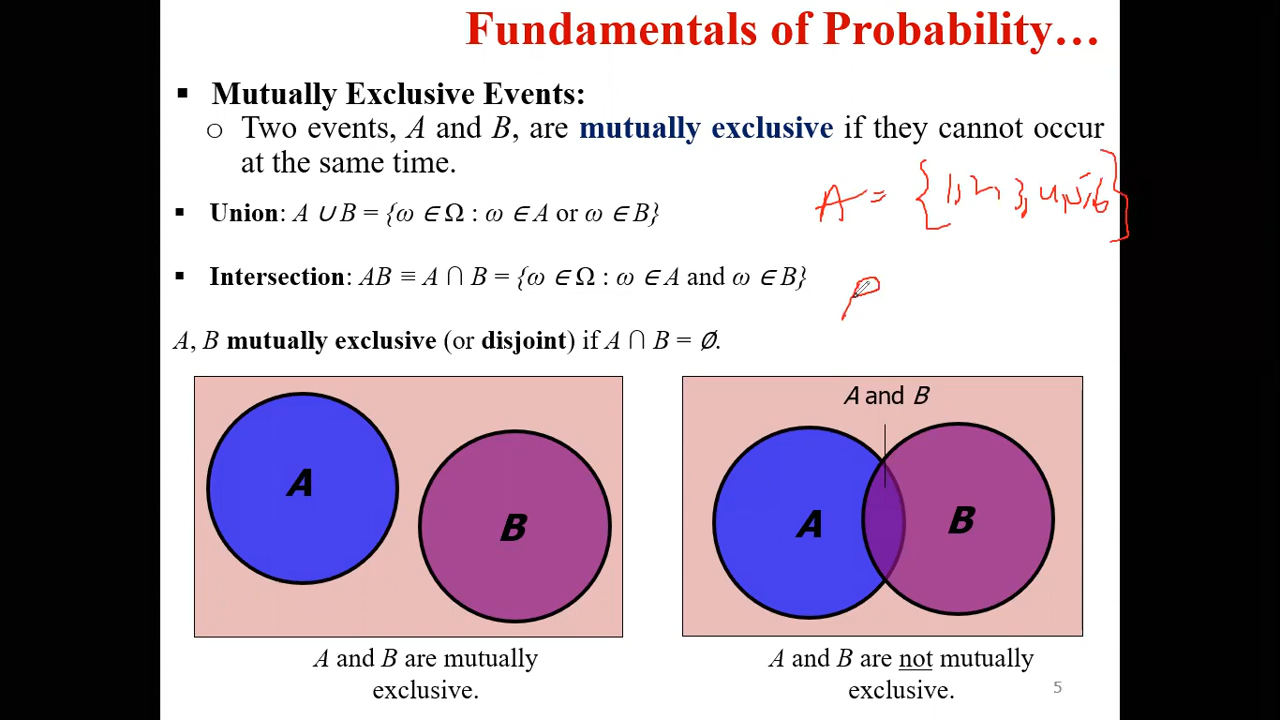 Fundamentals of Probability…
▪ Mutually Exclusive Events:
o Two events, A and B, are mutually exclusive if they cannot occur
at the same time.
A = {1, 2, 3, 4, 5, 6}
▪ Union: A ∪ B = {ω ∈ Ω : ω ∈ A or ω ∈ B}
▪ Intersection: AB ≡ A ∩ B = {ω ∈ Ω : ω ∈ A and ω ∈ B}
A, B mutually exclusive (or disjoint) if A ∩ B = ∅.
A
B
A and B
A
B
A and B are mutually
exclusive.
A and B are not mutually
exclusive.
5